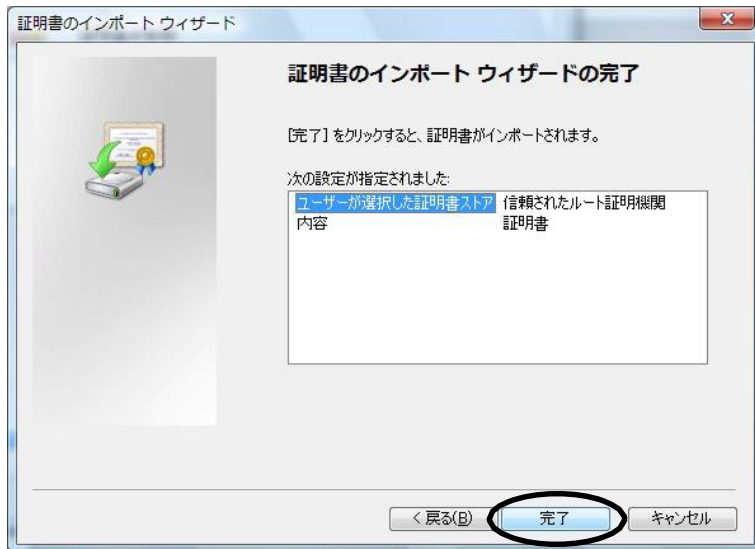 証明書のインポート ウィザード
証明書のインポート ウィザードの完了
[完了] をクリックすると、証明書がインポートされます。
次の設定が指定されました:
ユーザーが選択した証明書ストア 信頼されたルート証明機関
内容 証明書
< 戻る(B) 完了 キャンセル